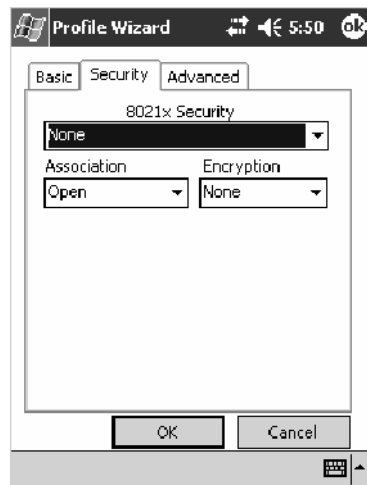 Profile Wizard 5:50 ok
Basic Security Advanced
8021x Security
None
Association Encryption
Open None
OK Cancel